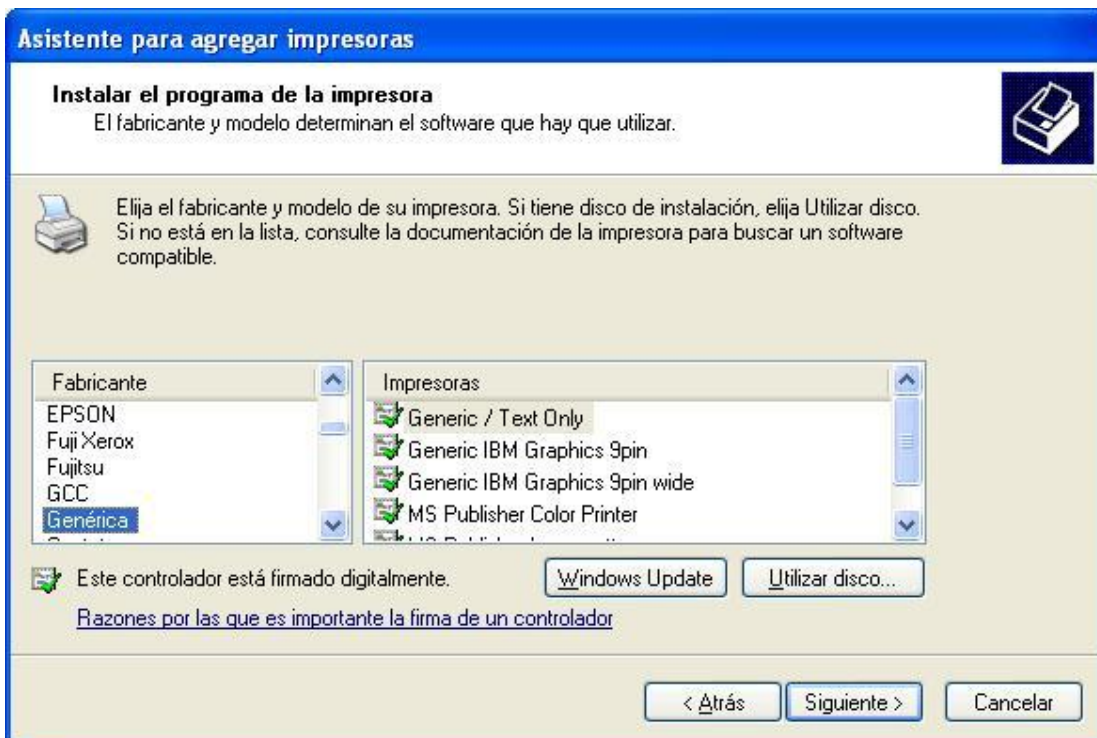 Asistente para agregar impresoras
Instalar el programa de la impresora
El fabricante y modelo determinan el software que hay que utilizar.
Elija el fabricante y modelo de su impresora. Si tiene disco de instalación, elija Utilizar disco.
Si no está en la lista, consulte la documentación de la impresora para buscar un software
compatible.
Fabricante
EPSON
Fuji Xerox
Fujitsu
GCC
Genérica
Impresoras
Generic / Text Only
Generic IBM Graphics 9pin
Generic IBM Graphics 9pin wide
MS Publisher Color Printer
Este controlador está firmado digitalmente.
Windows Update
Utilizar disco...
Razones por las que es importante la firma de un controlador
< Atrás
Siguiente >
Cancelar